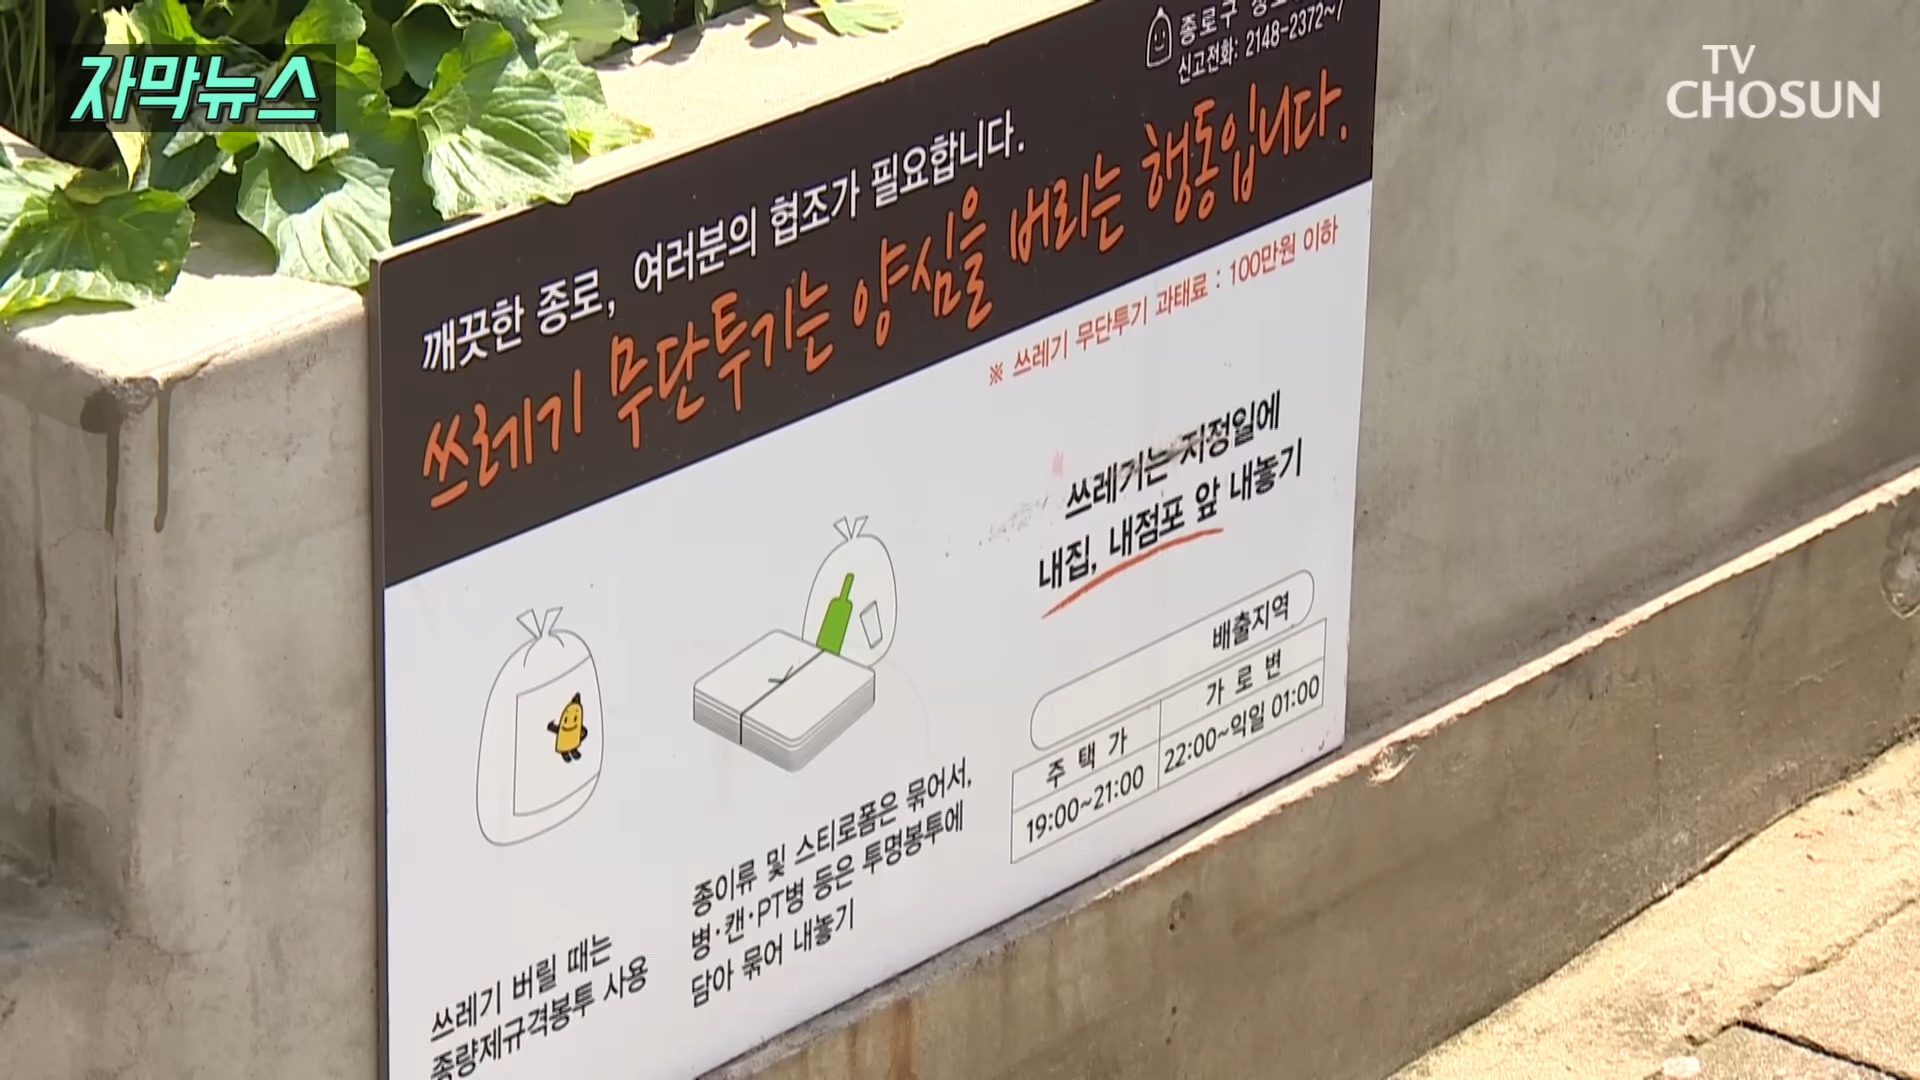 자막뉴스
TV
CHOSUN
종로구
신고전화: 2148-2372~7
깨끗한 종로, 여러분의 협조가 필요합니다.
쓰레기 무단투기는 양심을 버리는 행동입니다.
※ 쓰레기 무단투기 과태료 : 100만원 이하
쓰레기는 지정일에
내집, 내점포 앞 내놓기
배출지역
주택가 가로변
19:00~21:00 22:00~익일 01:00
종이류 및 스티로폼은 묶어서,
병·캔·PT병 등은 투명봉투에
담아 묶어 내놓기
쓰레기 버릴 때는
종량제규격봉투 사용